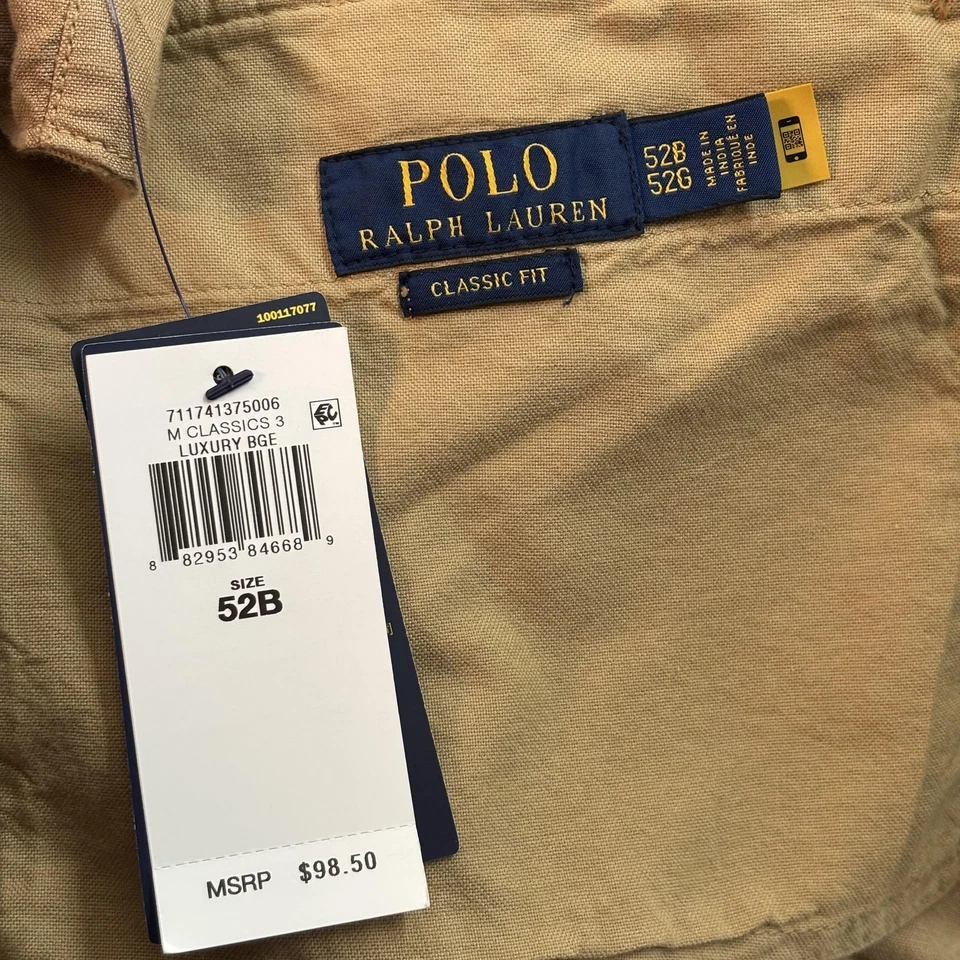 POLO
RALPH LAUREN
CLASSIC FIT
52B
52G
MADE IN
INDIA
FABRIQUÉ EN
INDE
100117077
711741375006
M CLASSICS 3
LUXURY BGE
EPC
8 82953 84668 9
SIZE
52B
MSRP $98.50